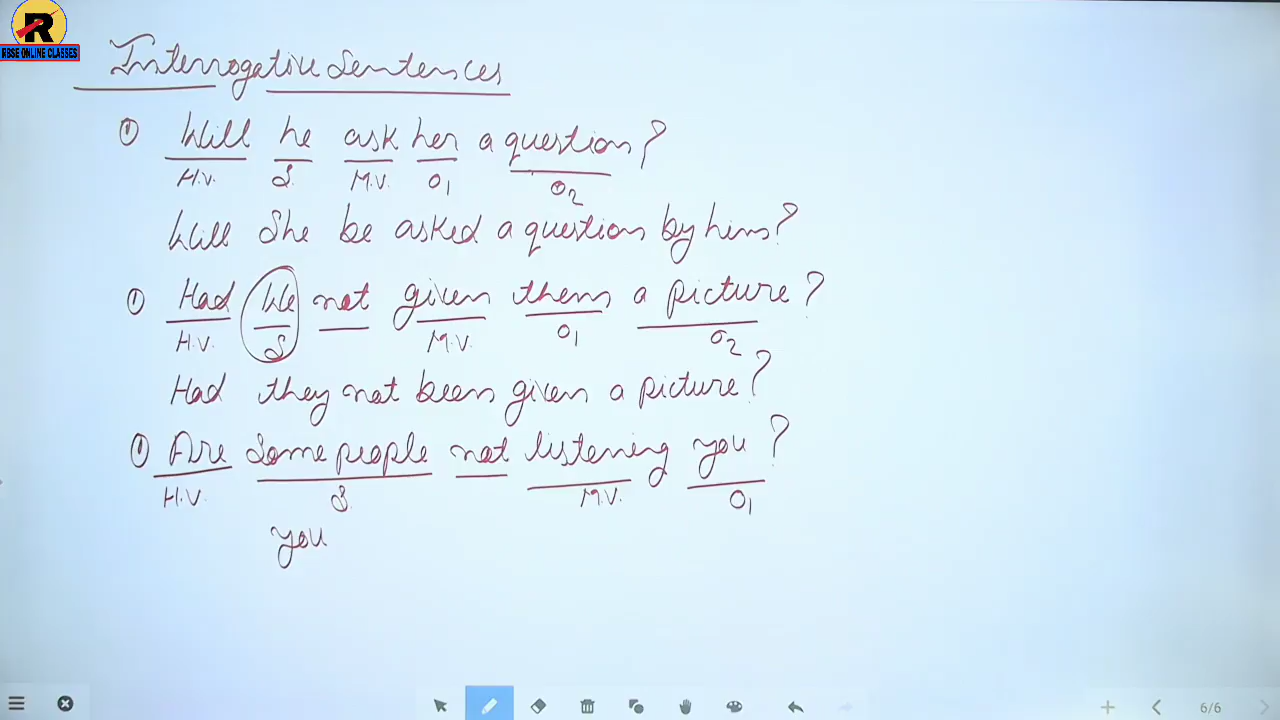 R
RBSE ONLINE CLASSES
Interrogative Sentences
① Will he ask her a question?
H.V. S. M.V. O1 O2
Will She be asked a question by him?
① Had We not given them a picture?
H.V. S M.V. O1 O2
Had they not been given a picture?
① Are Some people not listening you?
H.V. S. M.V. O1
you
6/6